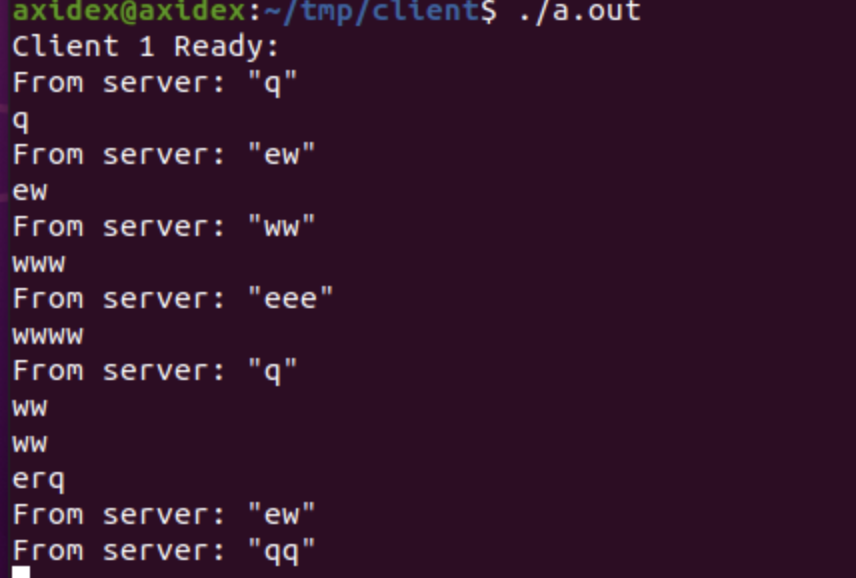 axidex@axidex:~/tmp/client$ ./a.out
Client 1 Ready:
From server: "q"
q
From server: "ew"
ew
From server: "ww"
www
From server: "eee"
wwww
From server: "q"
ww
ww
erq
From server: "ew"
From server: "qq"